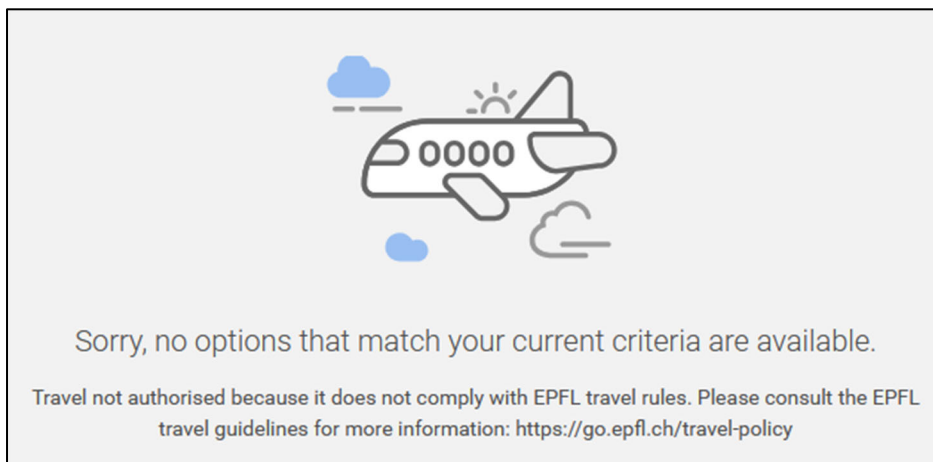 Sorry, no options that match your current criteria are available.
Travel not authorised because it does not comply with EPFL travel rules. Please consult the EPFL
travel guidelines for more information: https://go.epfl.ch/travel-policy